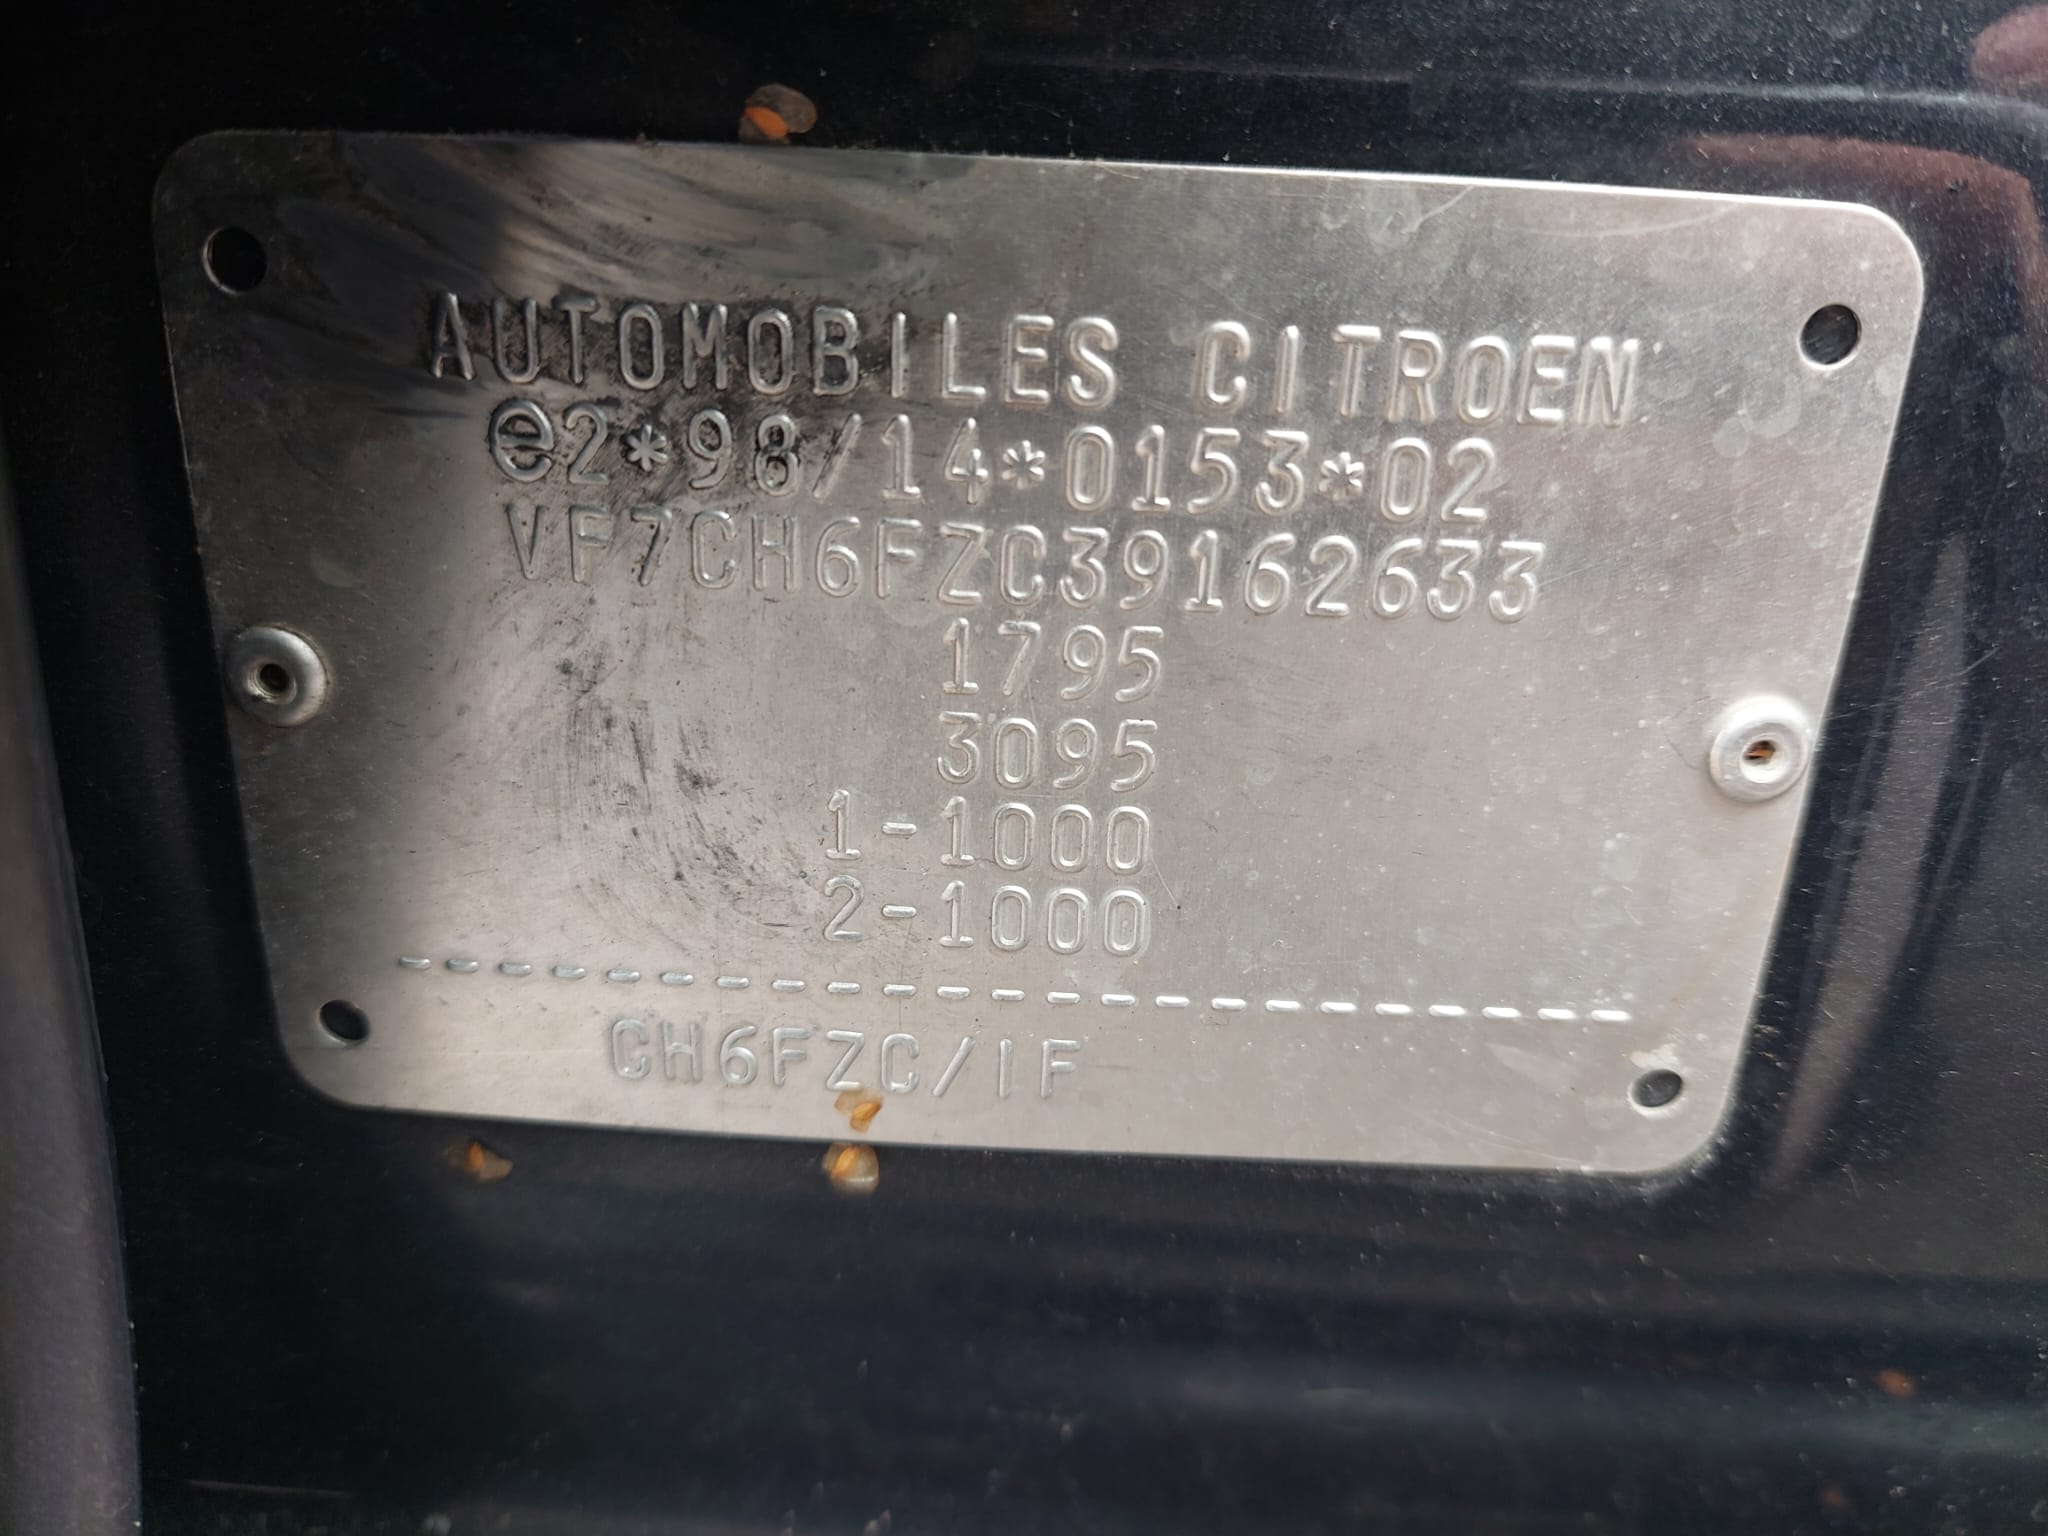 AUTOMOBILES CITROEN
e2*98/14*0153*02
VF7CH6FZC39162633
1795
3095
1-1000
2-1000
-----------------------
CH6FZC/IF